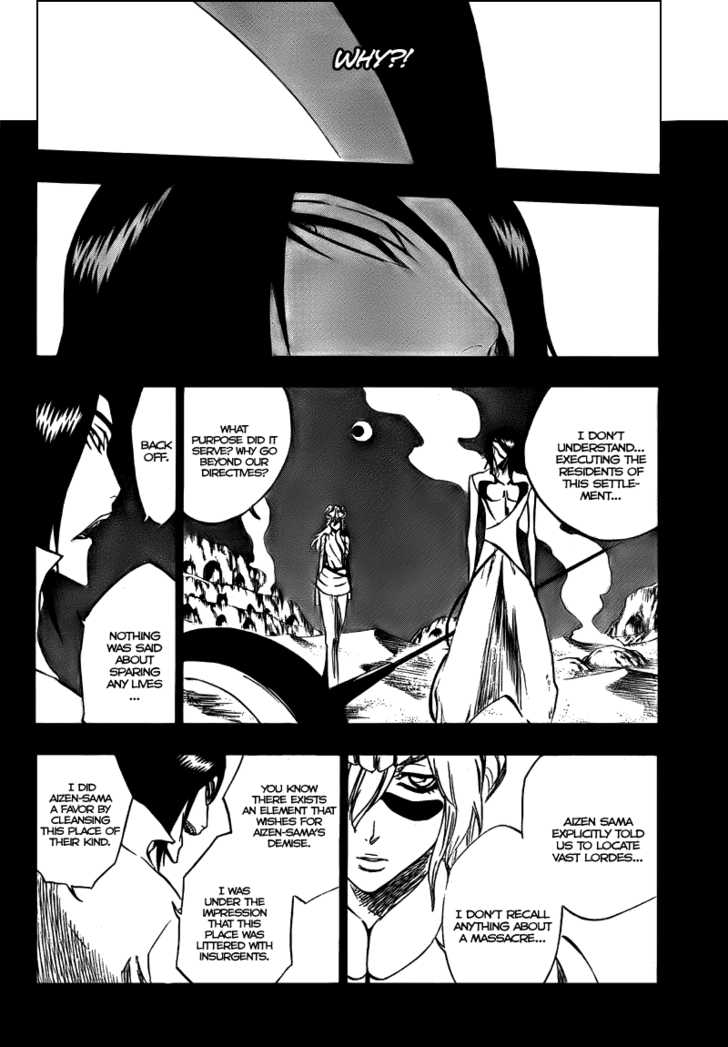 WHY?!
I DON'T
UNDERSTAND...
EXECUTING THE
RESIDENTS OF
THIS SETTLE-
MENT...
WHAT
PURPOSE DID IT
SERVE? WHY GO
BEYOND OUR
DIRECTIVES?
BACK
OFF.
NOTHING
WAS SAID
ABOUT
SPARING
ANY LIVES
...
AIZEN SAMA
EXPLICITLY TOLD
US TO LOCATE
VAST LORDES...
I DON'T RECALL
ANYTHING ABOUT
A MASSACRE...
YOU KNOW
THERE EXISTS
AN ELEMENT THAT
WISHES FOR
AIZEN-SAMA'S
DEMISE.
I WAS
UNDER THE
IMPRESSION
THAT THIS
PLACE WAS
LITTERED WITH
INSURGENTS.
I DID
AIZEN-SAMA
A FAVOR BY
CLEANSING
THIS PLACE OF
THEIR KIND.